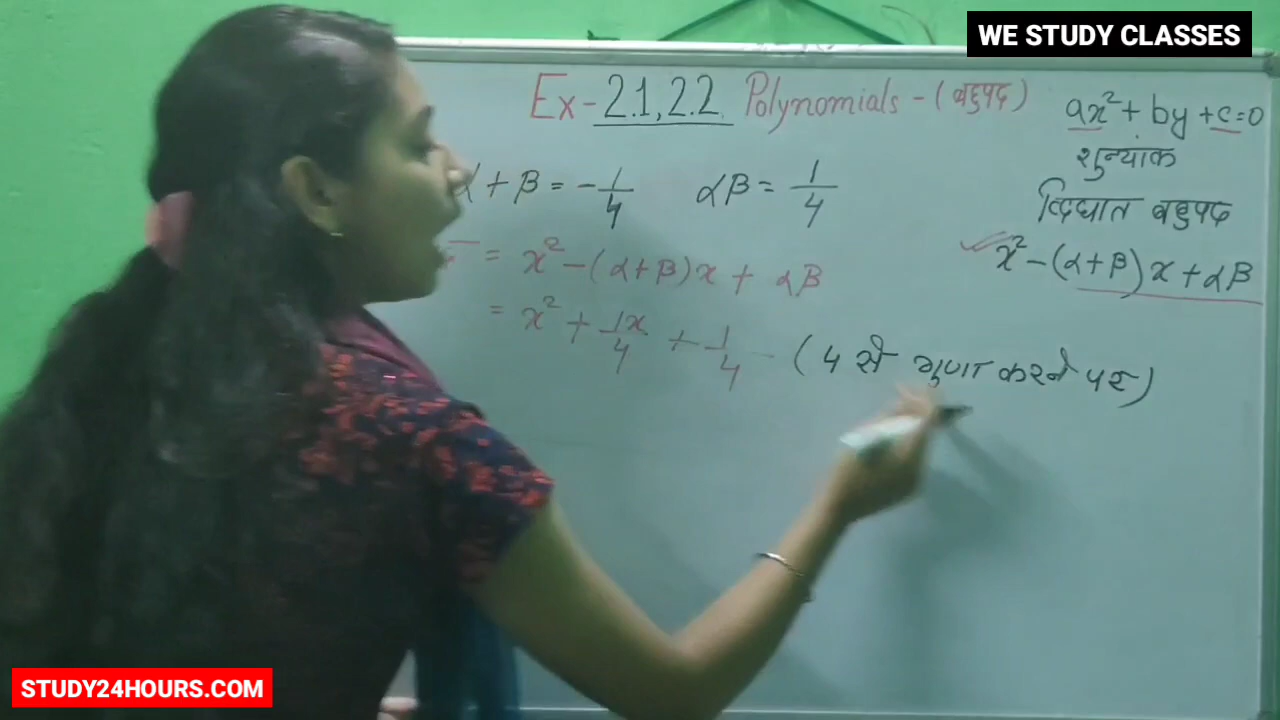 WE STUDY CLASSES
Ex-2.1,2.2 Polynomials-(बहुपद)
ax²+by+c=0
शुन्यांक
द्विघात बहुपद
x²-(α+β)x+αβ
α+β=-1/4 αβ=1/4
= x²-(α+β)x+αβ
= x²+1x/4+1/4-(4 से गुणा करने पर)
STUDY24HOURS.COM